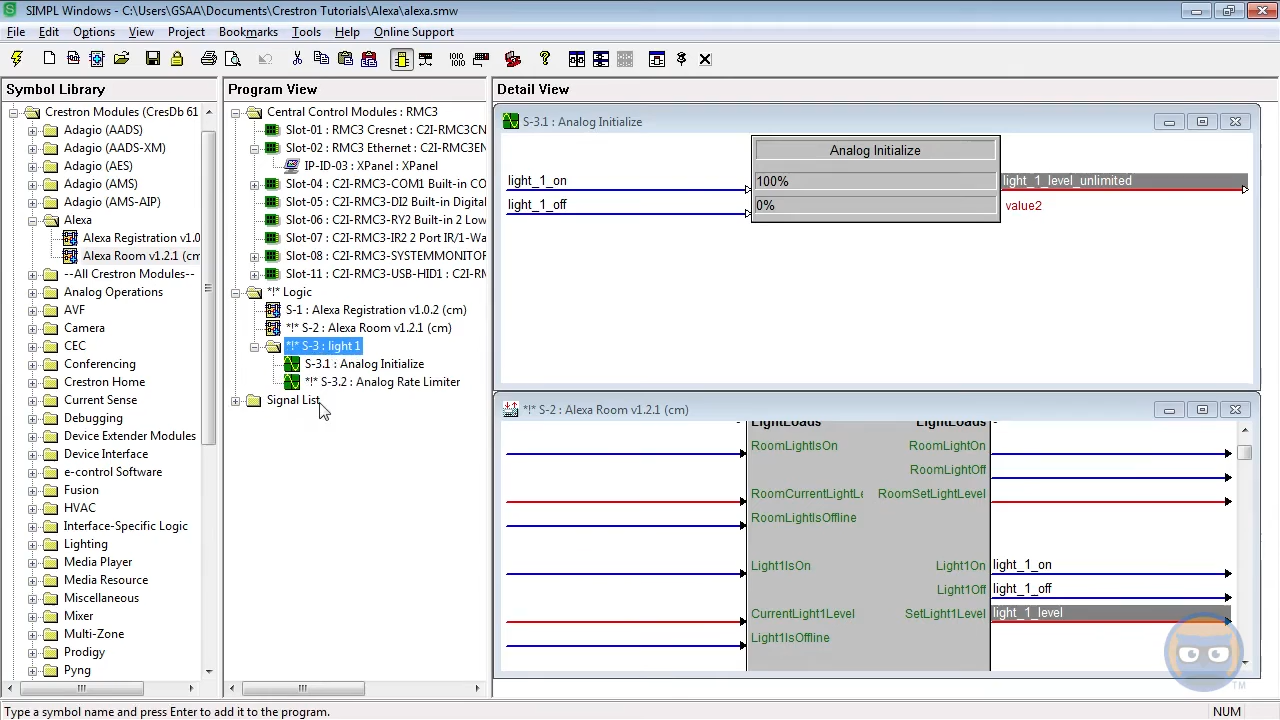 SIMPL Windows - C:\Users\GSAA\Documents\Crestron Tutorials\Alexa\alexa.smw
File Edit Options View Project Bookmarks Tools Help Online Support
Symbol Library
Crestron Modules (CresDb 61
Adagio (AADS)
Adagio (AADS-XM)
Adagio (AES)
Adagio (AMS)
Adagio (AMS-AIP)
Alexa
Alexa Registration v1.0
Alexa Room v1.2.1 (cm
--All Crestron Modules--
Analog Operations
AVF
Camera
CEC
Conferencing
Crestron Home
Current Sense
Debugging
Device Extender Modules
Device Interface
e-control Software
Fusion
HVAC
Interface-Specific Logic
Lighting
Media Player
Media Resource
Miscellaneous
Mixer
Multi-Zone
Prodigy
Pyng
Program View
Central Control Modules : RMC3
Slot-01 : RMC3 Cresnet : C2I-RMC3CN
Slot-02 : RMC3 Ethernet : C2I-RMC3EN
IP-ID-03 : XPanel : XPanel
Slot-04 : C2I-RMC3-COM1 Built-in CO
Slot-05 : C2I-RMC3-DI2 Built-in Digital
Slot-06 : C2I-RMC3-RY2 Built-in 2 Low
Slot-07 : C2I-RMC3-IR2 2 Port IR/1-Wa
Slot-08 : C2I-RMC3-SYSTEMMONITOR
Slot-11 : C2I-RMC3-USB-HID1 : C2I-RM
*!* Logic
S-1 : Alexa Registration v1.0.2 (cm)
*!* S-2 : Alexa Room v1.2.1 (cm)
*!* S-3 : light 1
S-3.1 : Analog Initialize
*!* S-3.2 : Analog Rate Limiter
Signal List
Detail View
S-3.1 : Analog Initialize
Analog Initialize
light_1_on 100% light_1_level_unlimited
light_1_off 0% value2
*!* S-2 : Alexa Room v1.2.1 (cm)
- LightLoads LightLoads -
RoomLightIsOn RoomLightOn
RoomLightOff
RoomCurrentLightLe RoomSetLightLevel
RoomLightIsOffline
Light1IsOn Light1On light_1_on
Light1Off light_1_off
CurrentLight1Level SetLight1Level light_1_level
Light1IsOffline
TM
Type a symbol name and press Enter to add it to the program.
NUM